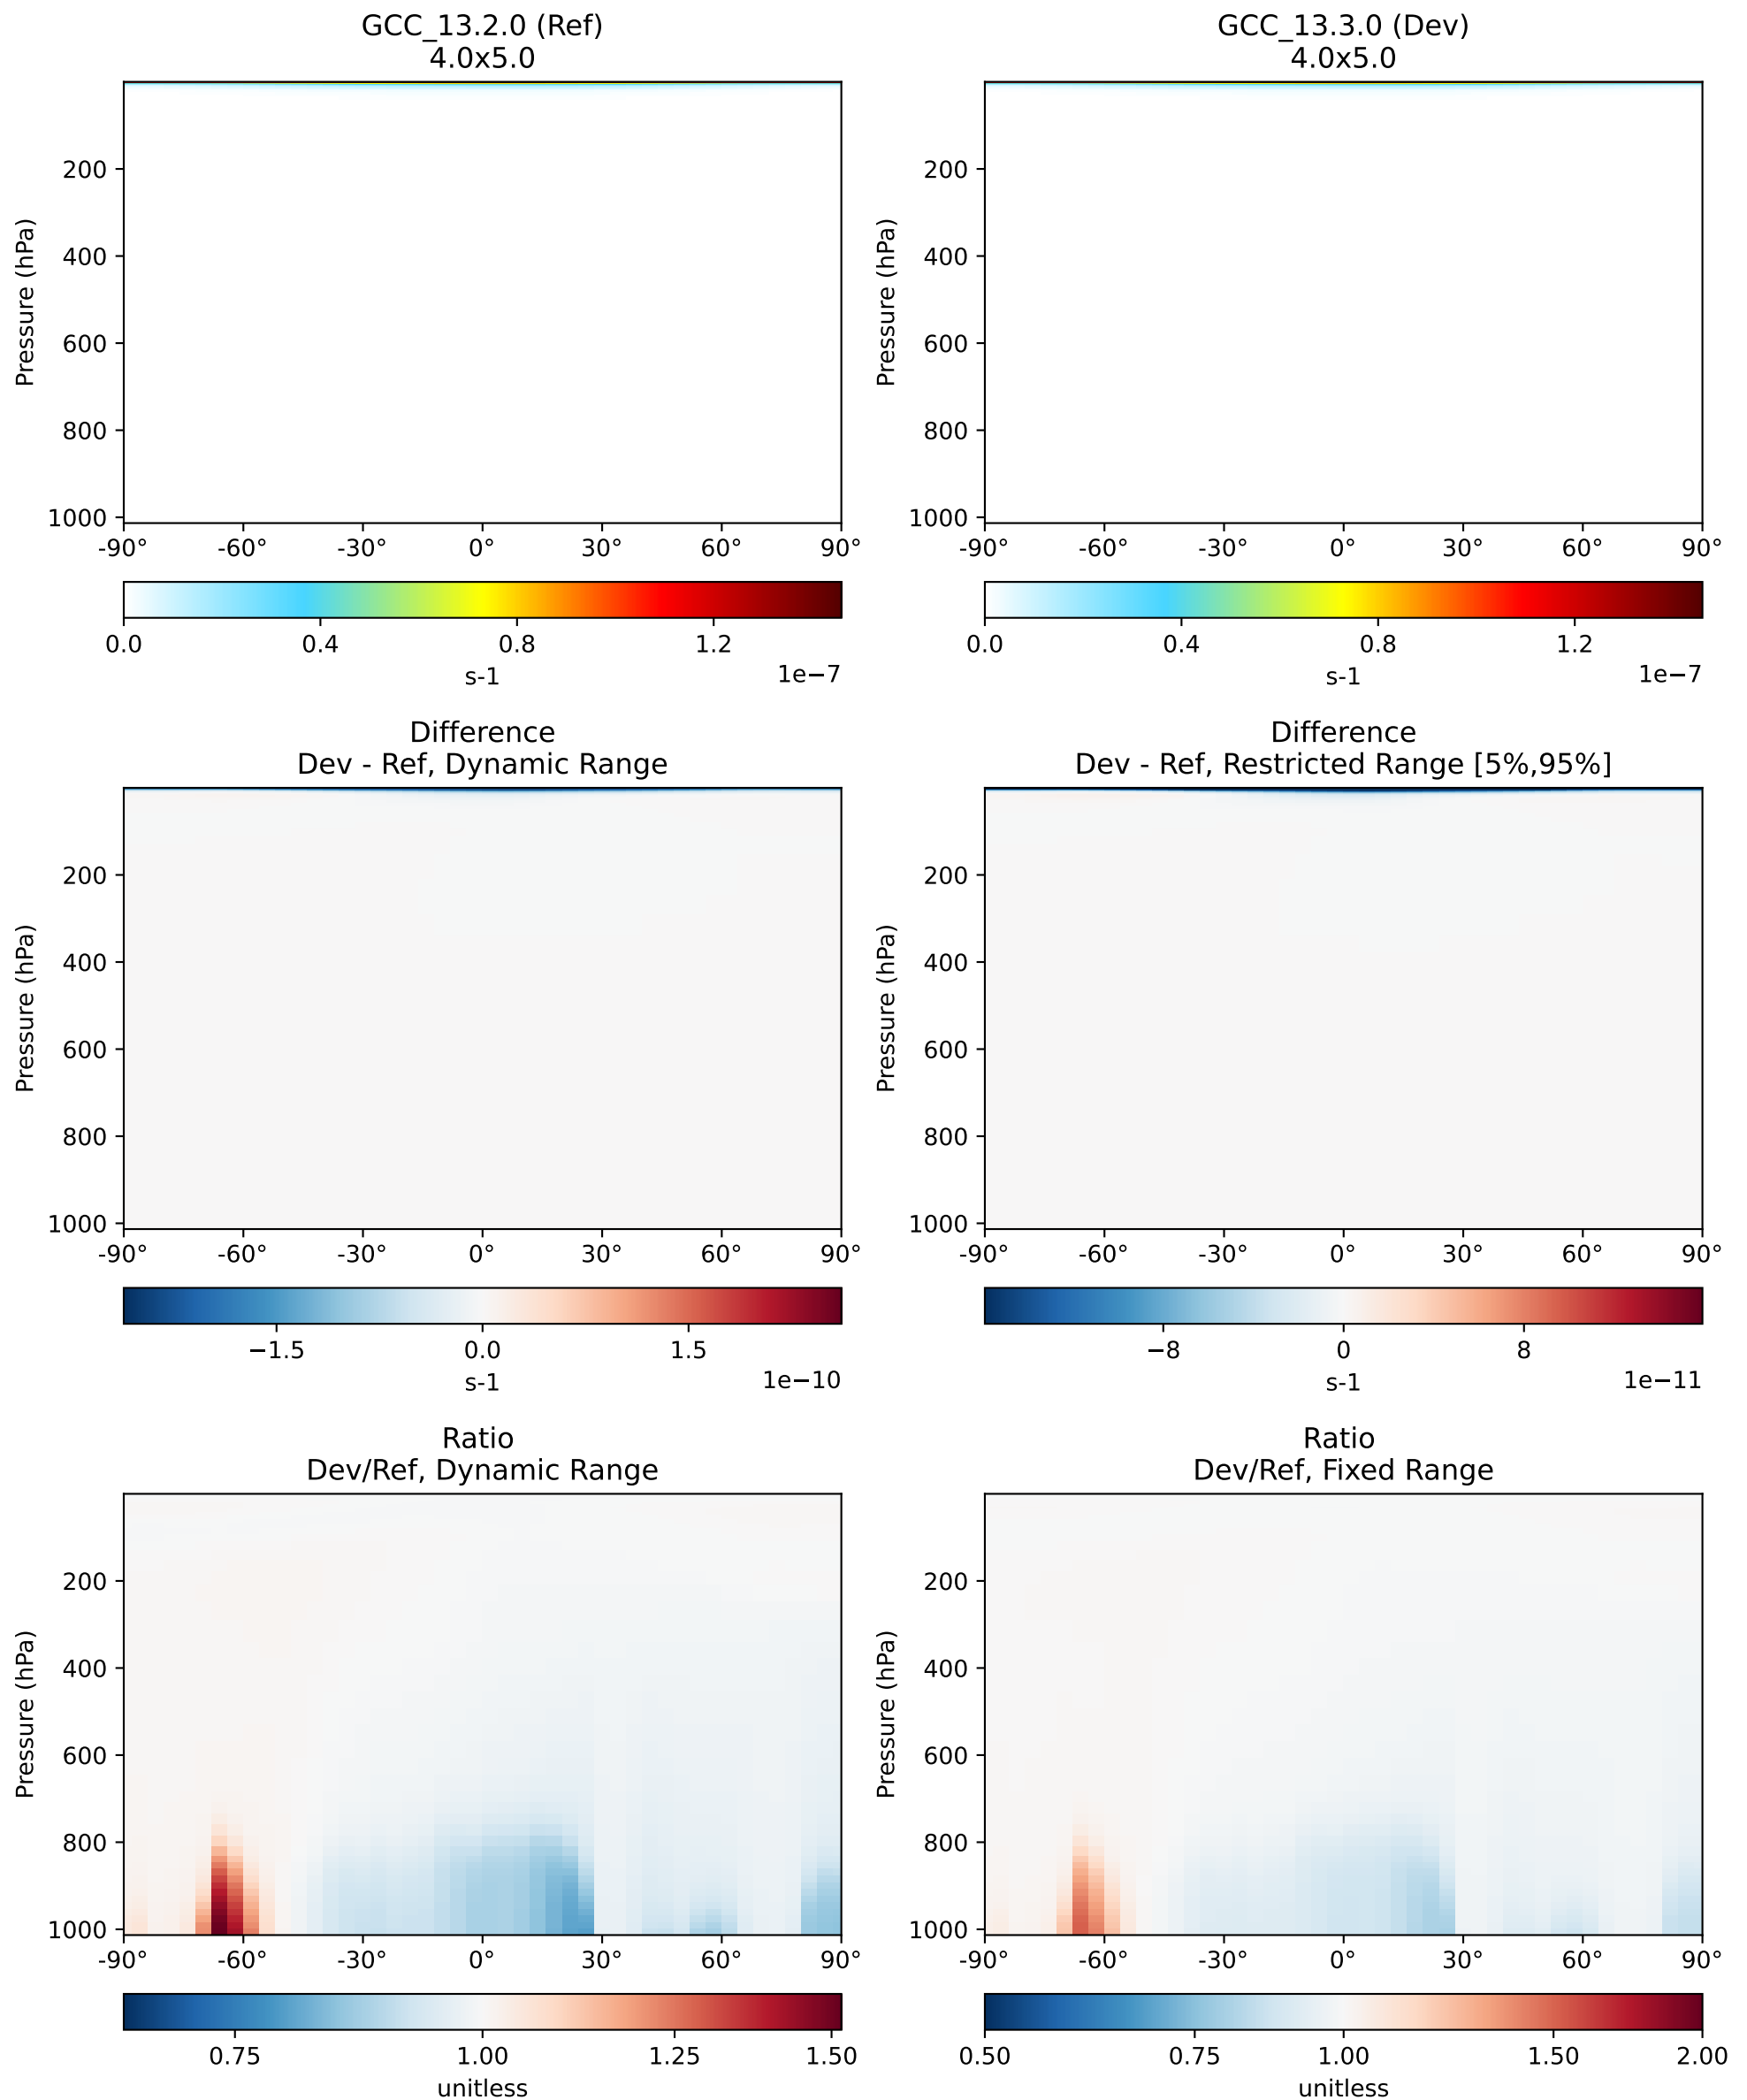 GCC_13.2.0 (Ref)
4.0x5.0
Pressure (hPa)
200
400
600
800
1000
-90° -60° -30° 0° 30° 60° 90°
0.0 0.4 0.8 1.2
s-1
1e−7
GCC_13.3.0 (Dev)
4.0x5.0
Pressure (hPa)
200
400
600
800
1000
-90° -60° -30° 0° 30° 60° 90°
0.0 0.4 0.8 1.2
s-1
1e−7
Difference
Dev - Ref, Dynamic Range
Pressure (hPa)
200
400
600
800
1000
-90° -60° -30° 0° 30° 60° 90°
−1.5 0.0 1.5
s-1
1e−10
Difference
Dev - Ref, Restricted Range [5%,95%]
Pressure (hPa)
200
400
600
800
1000
-90° -60° -30° 0° 30° 60° 90°
−8 0 8
s-1
1e−11
Ratio
Dev/Ref, Dynamic Range
Pressure (hPa)
200
400
600
800
1000
-90° -60° -30° 0° 30° 60° 90°
0.75 1.00 1.25 1.50
unitless
Ratio
Dev/Ref, Fixed Range
Pressure (hPa)
200
400
600
800
1000
-90° -60° -30° 0° 30° 60° 90°
0.50 0.75 1.00 1.50 2.00
unitless